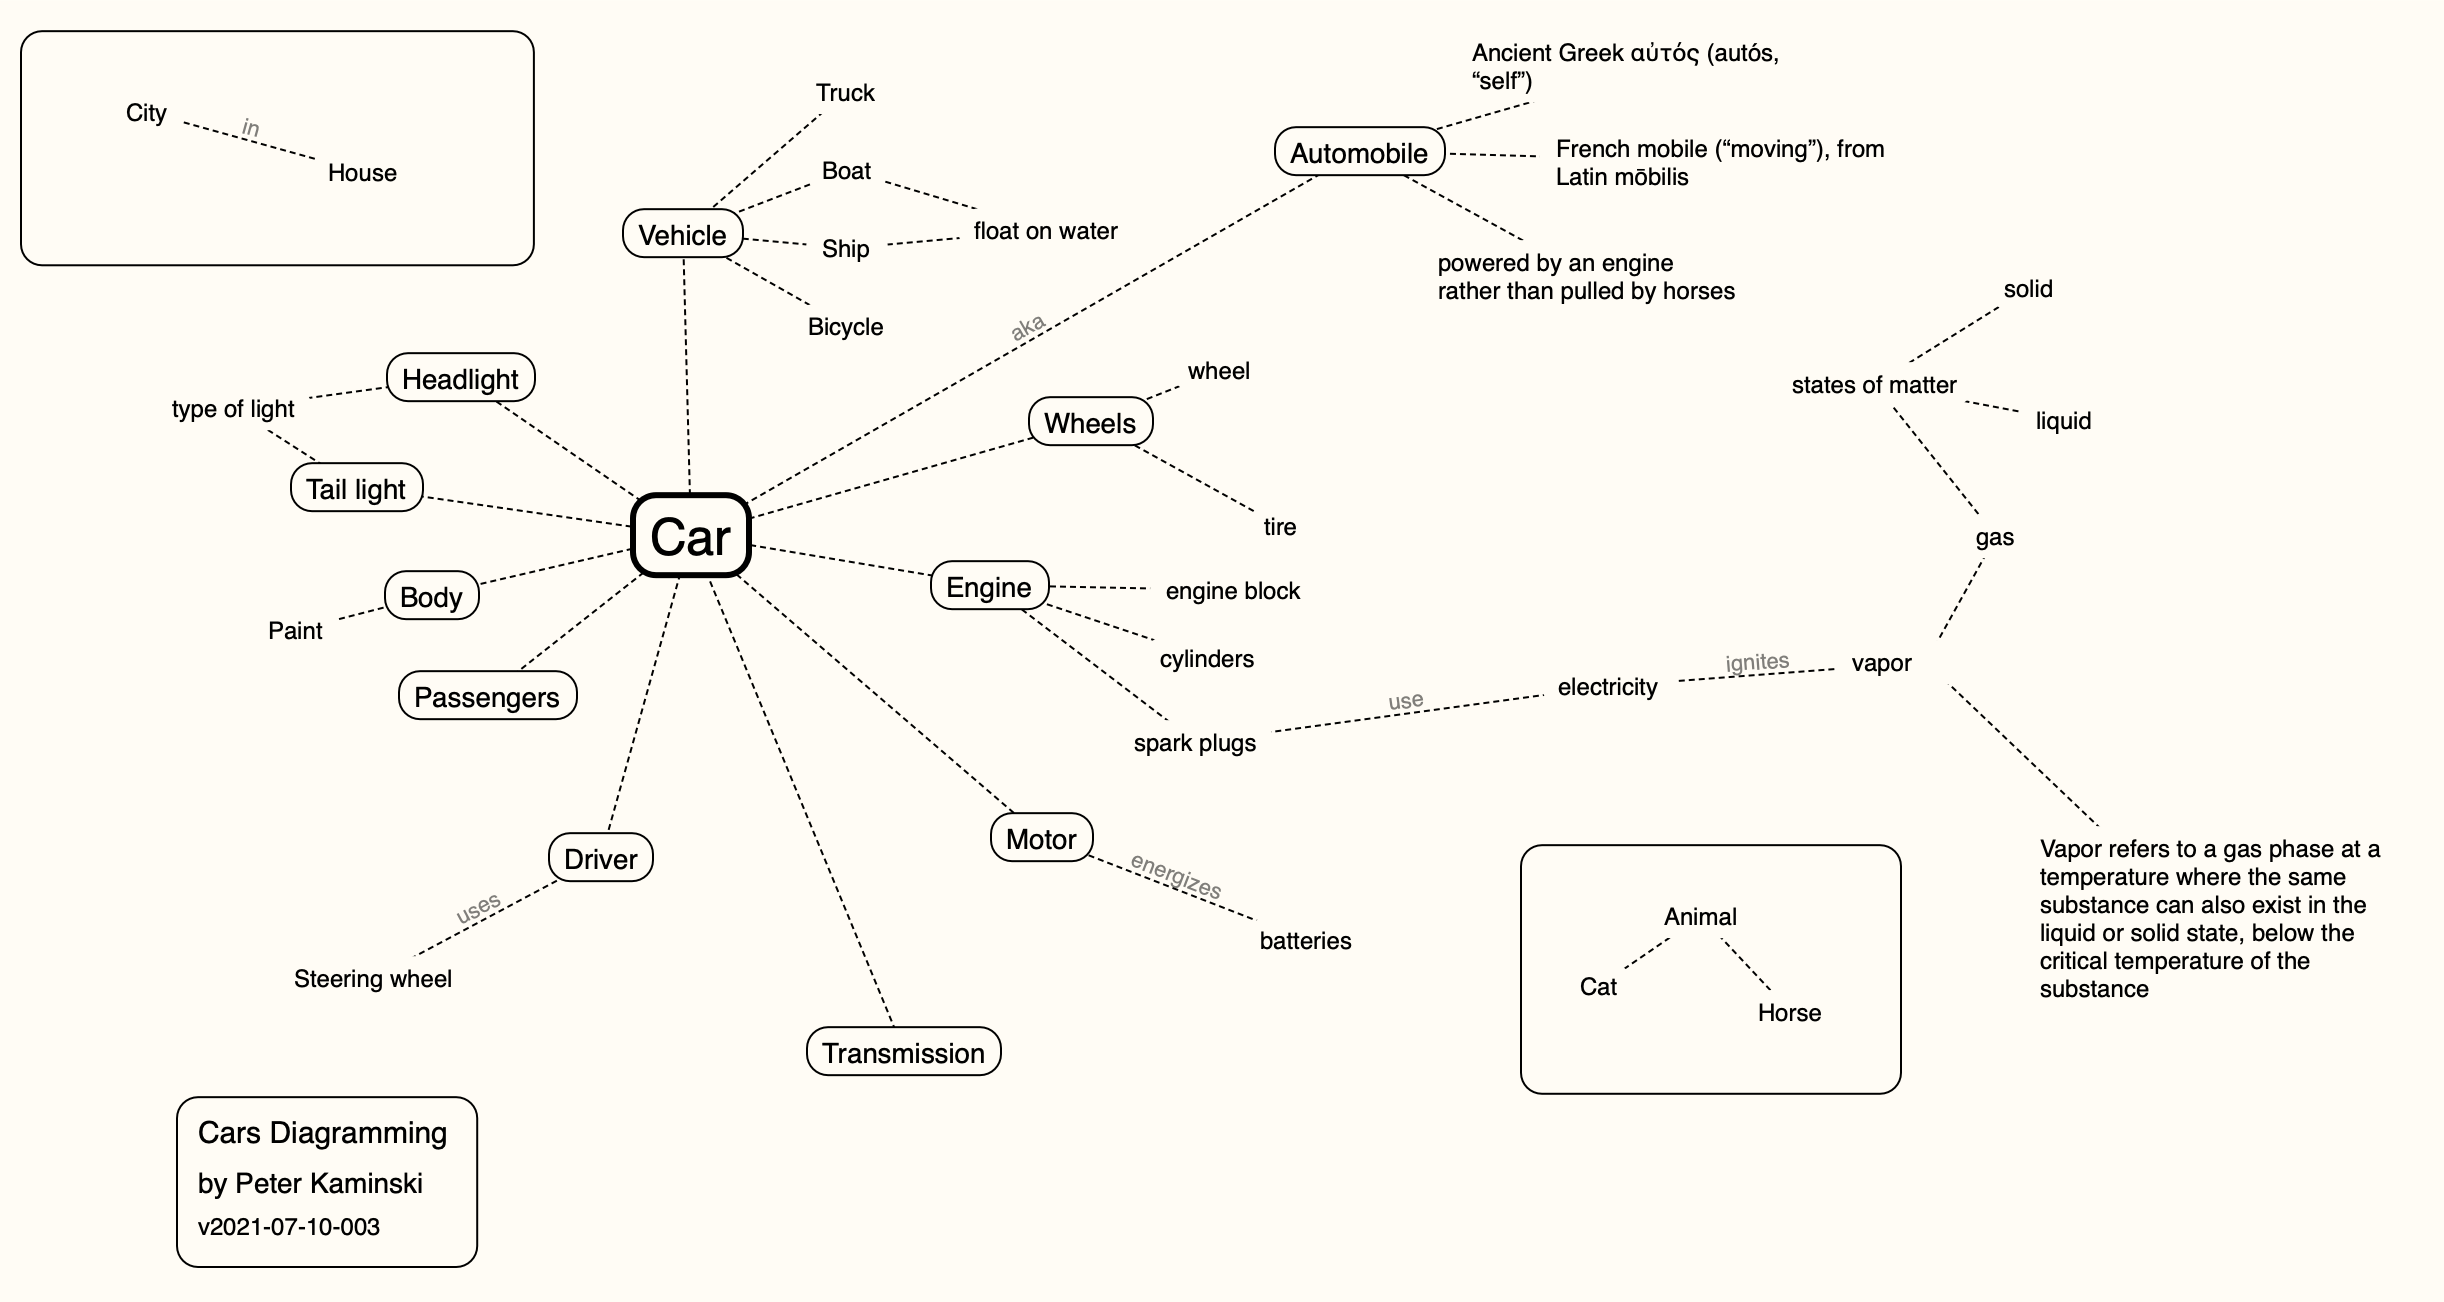 City
in
House
Truck
Boat
Vehicle
Ship
float on water
Bicycle
Ancient Greek αὐτός (autós,
“self”)
Automobile
French mobile (“moving”), from
Latin mōbilis
powered by an engine
rather than pulled by horses
aka
solid
states of matter
liquid
gas
Headlight
type of light
Tail light
wheel
Wheels
tire
Car
Body
Paint
Passengers
Engine
engine block
cylinders
spark plugs
use
electricity
ignites
vapor
Vapor refers to a gas phase at a
temperature where the same
substance can also exist in the
liquid or solid state, below the
critical temperature of the
substance
Driver
uses
Steering wheel
Motor
energizes
batteries
Transmission
Animal
Cat
Horse
Cars Diagramming
by Peter Kaminski
v2021-07-10-003